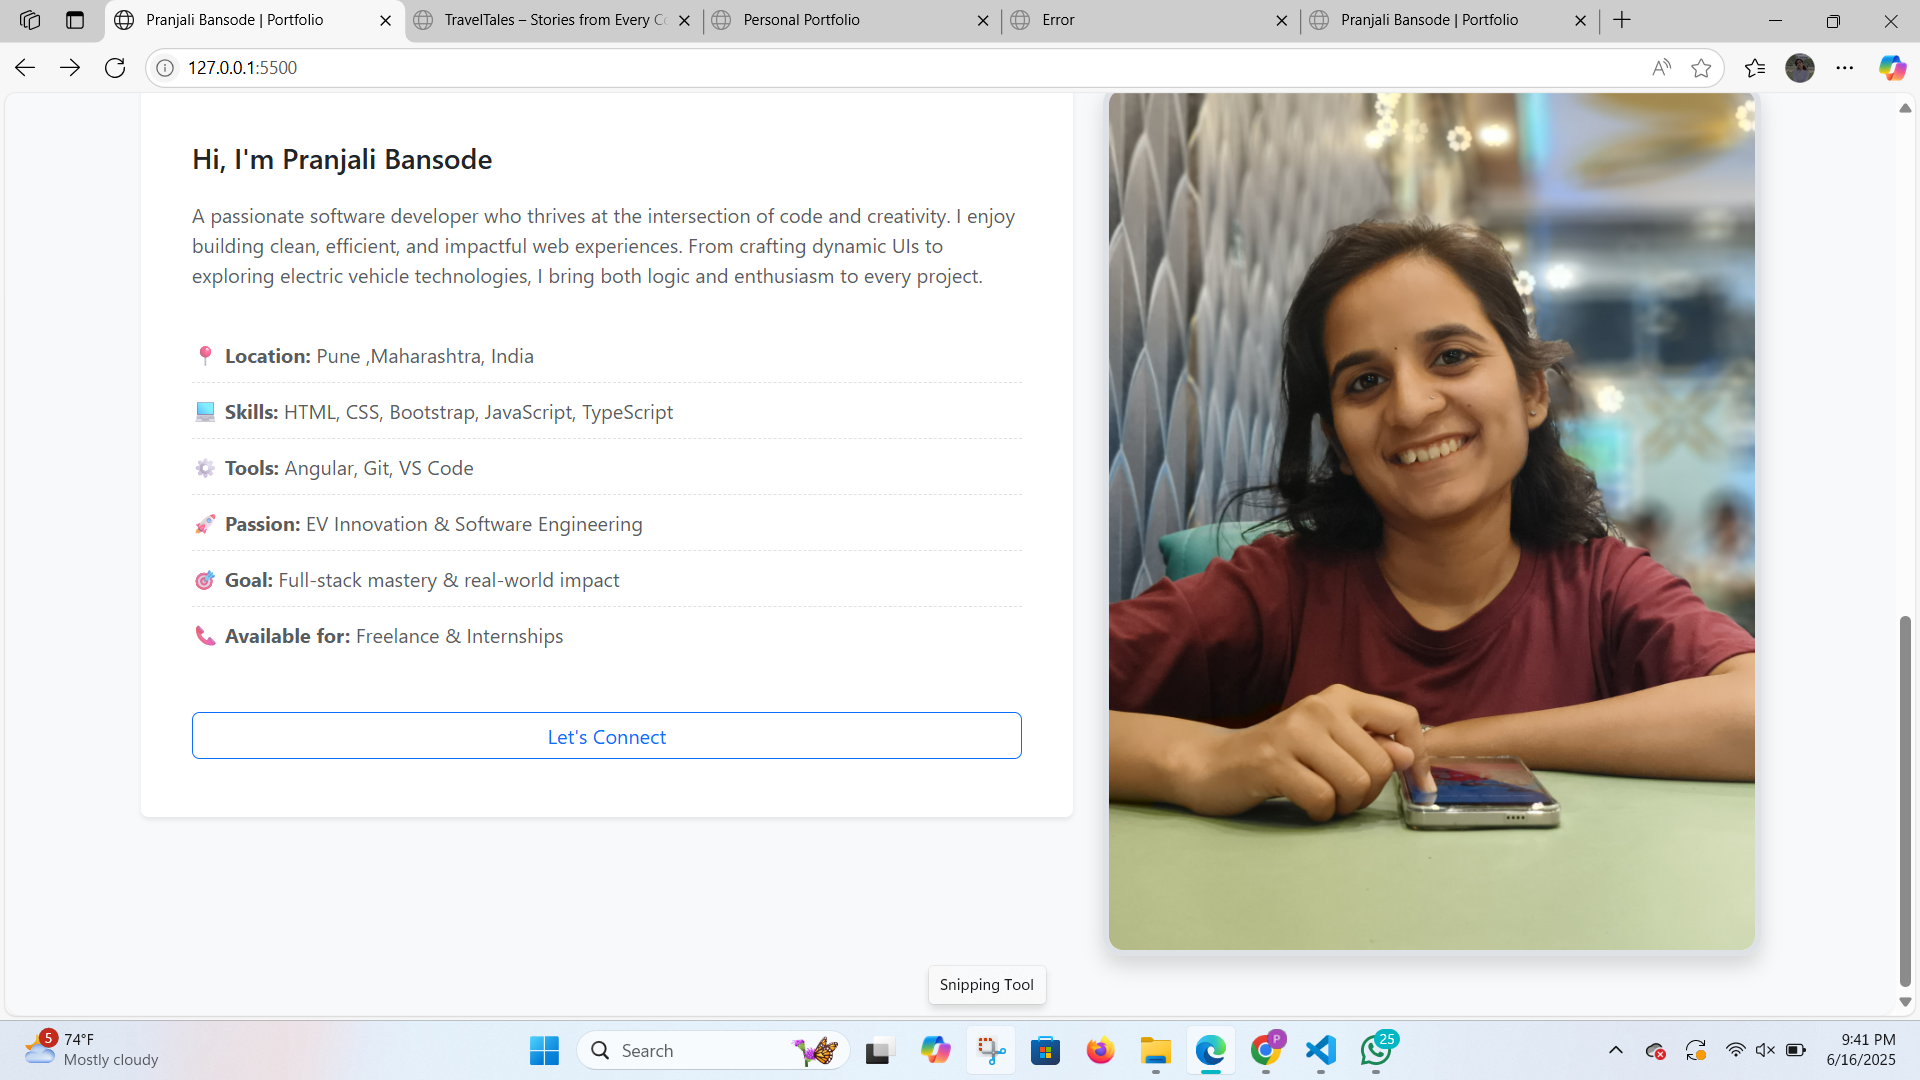 Pranjali Bansode | Portfolio
TravelTales – Stories from Every Co
Personal Portfolio
Error
Pranjali Bansode | Portfolio
127.0.0.1:5500
Hi, I'm Pranjali Bansode
A passionate software developer who thrives at the intersection of code and creativity. I enjoy
building clean, efficient, and impactful web experiences. From crafting dynamic UIs to
exploring electric vehicle technologies, I bring both logic and enthusiasm to every project.
Location: Pune ,Maharashtra, India
Skills: HTML, CSS, Bootstrap, JavaScript, TypeScript
Tools: Angular, Git, VS Code
Passion: EV Innovation & Software Engineering
Goal: Full-stack mastery & real-world impact
Available for: Freelance & Internships
Let's Connect
Snipping Tool
5
74°F
Mostly cloudy
Search
P
25
9:41 PM
6/16/2025